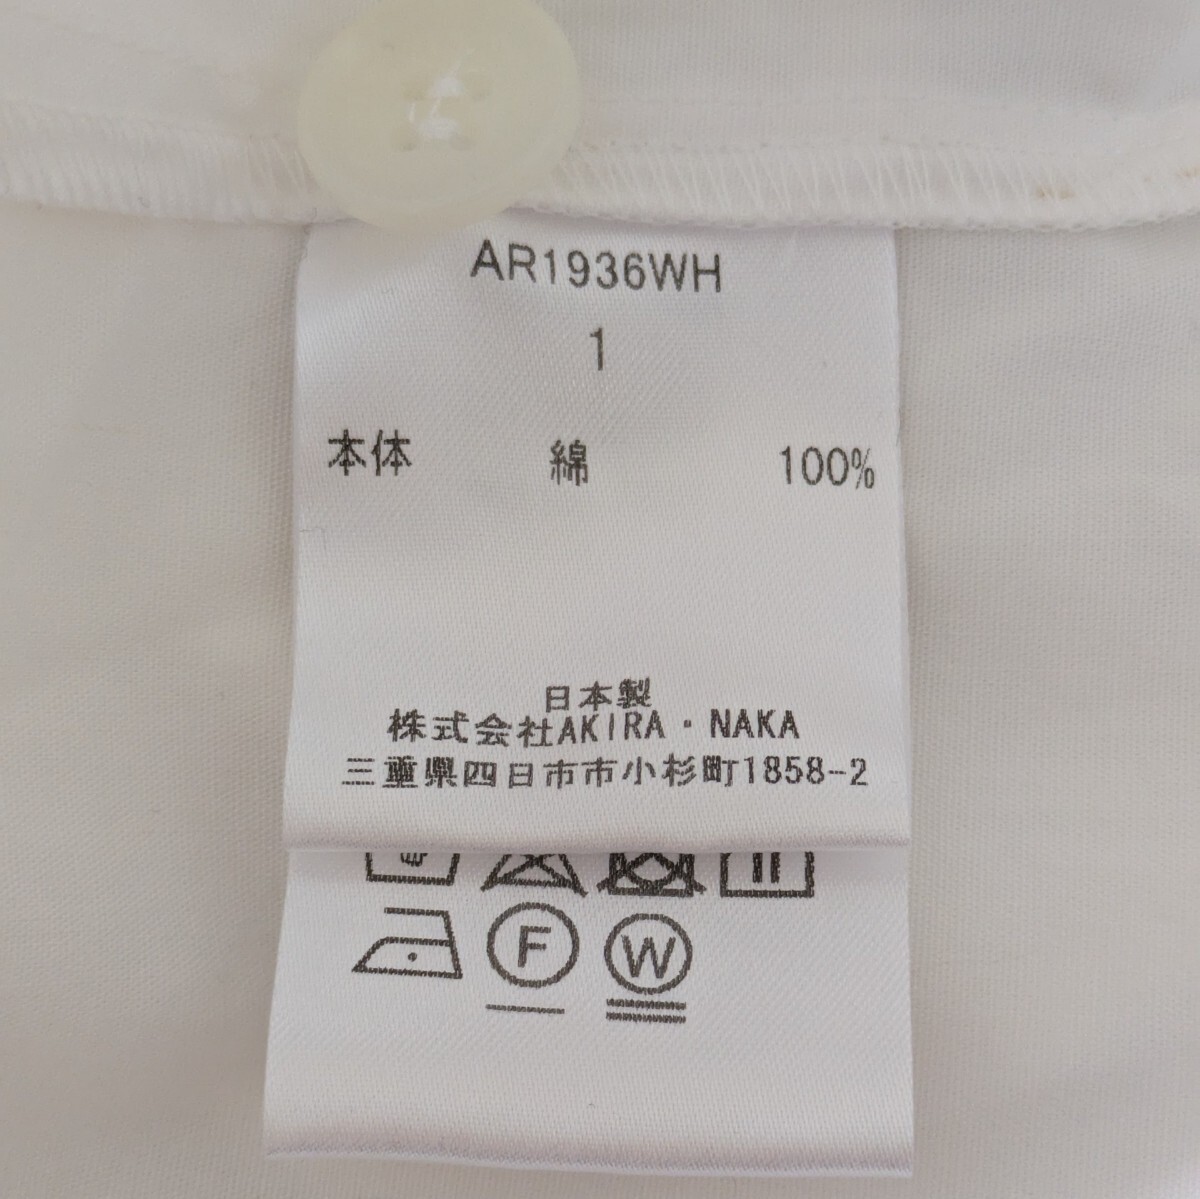 AR1936WH
1
本体 綿 100%
日本製
株式会社AKIRA・NAKA
三重県四日市市小杉町1858-2
F W